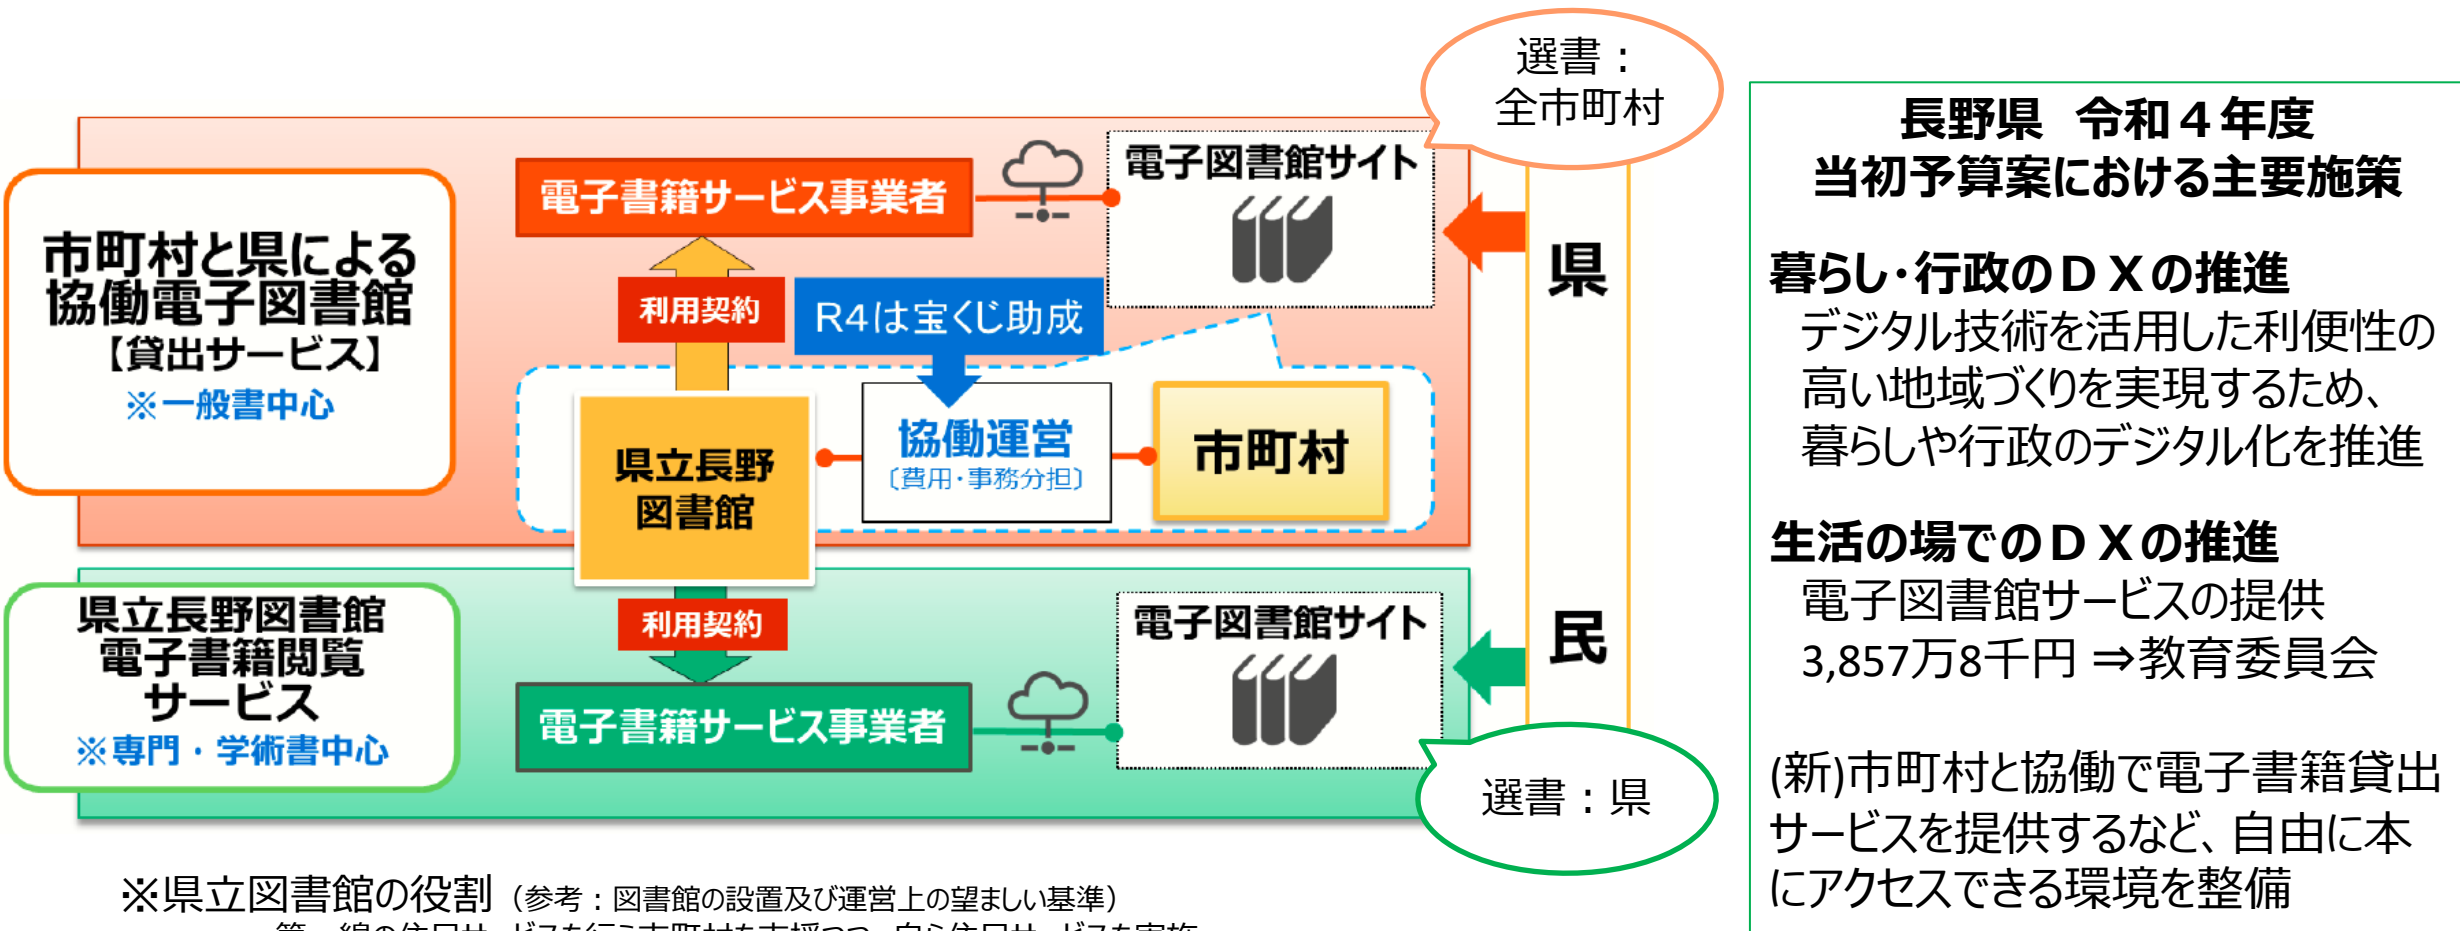 選書：
全市町村
市町村と県による
協働電子図書館
【貸出サービス】
※一般書中心
電子書籍サービス事業者
電子図書館サイト
利用契約
R4は宝くじ助成
県立長野
図書館
協働運営
〔費用・事務分担〕
市町村
県
民
県立長野図書館
電子書籍閲覧
サービス
※専門・学術書中心
利用契約
電子書籍サービス事業者
電子図書館サイト
選書：県
※県立図書館の役割（参考：図書館の設置及び運営上の望ましい基準）
長野県　令和４年度
当初予算案における主要施策
暮らし・行政のＤＸの推進
デジタル技術を活用した利便性の
高い地域づくりを実現するため、
暮らしや行政のデジタル化を推進
生活の場でのＤＸの推進
電子図書館サービスの提供
3,857万8千円 ⇒教育委員会
(新)市町村と協働で電子書籍貸出
サービスを提供するなど、自由に本
にアクセスできる環境を整備